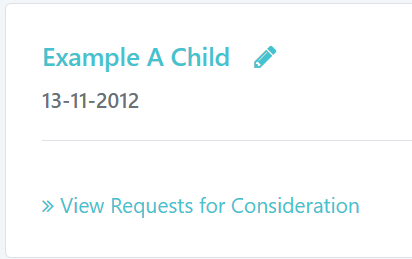 Example A Child
13-11-2012
» View Requests for Consideration